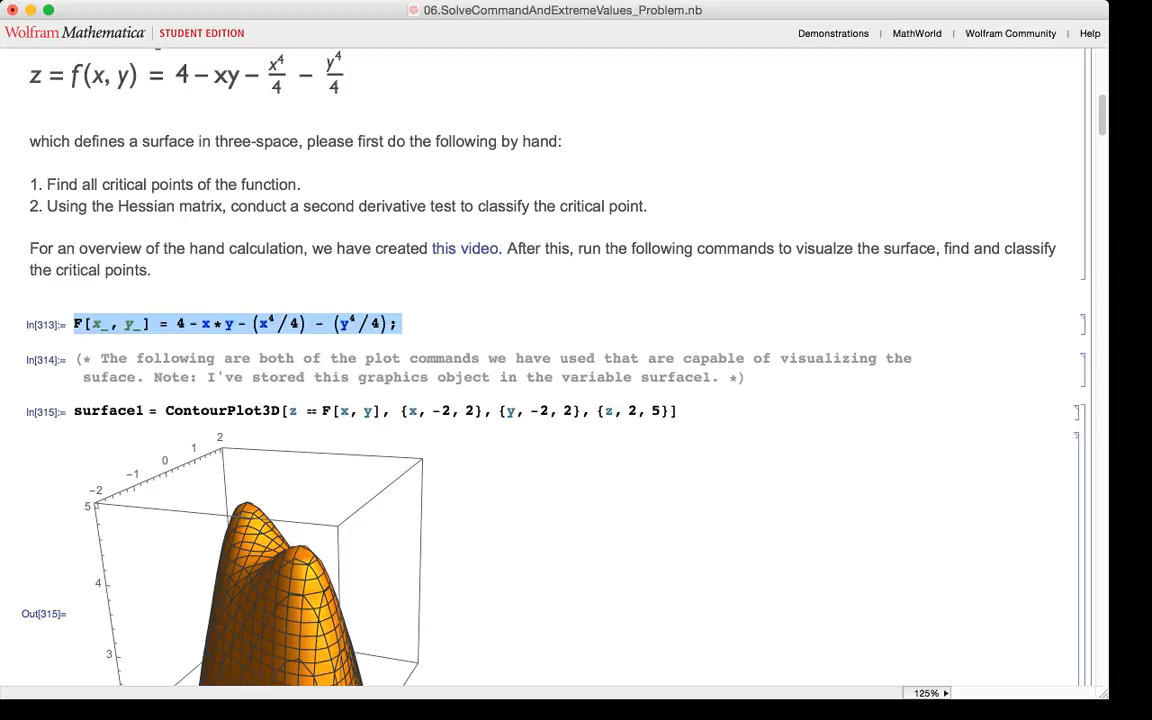 06.SolveCommandAndExtremeValues_Problem.nb
Wolfram Mathematica | STUDENT EDITION Demonstrations | MathWorld | Wolfram Community | Help
z = f(x, y) = 4 − xy − x^4/4 − y^4/4
which defines a surface in three-space, please first do the following by hand:
1. Find all critical points of the function.
2. Using the Hessian matrix, conduct a second derivative test to classify the critical point.
For an overview of the hand calculation, we have created this video. After this, run the following commands to visualze the surface, find and classify
the critical points.
In[313]:= F[x_, y_] = 4 - x * y - (x^4 / 4) - (y^4 / 4);
In[314]:= (* The following are both of the plot commands we have used that are capable of visualizing the
suface. Note: I've stored this graphics object in the variable surface1. *)
In[315]:= surface1 = ContourPlot3D[z == F[x, y], {x, -2, 2}, {y, -2, 2}, {z, 2, 5}]
2
1
0
−1
−2
5
4
Out[315]=
3
125%